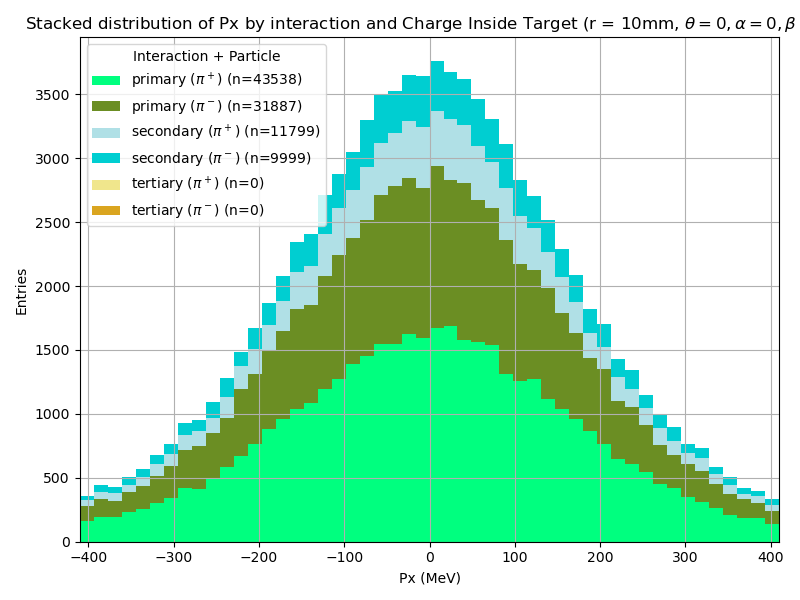 Stacked distribution of Px by interaction and Charge Inside Target (r = 10mm, θ = 0, α = 0, β
Interaction + Particle
primary (π⁺) (n=43538)
primary (π⁻) (n=31887)
secondary (π⁺) (n=11799)
secondary (π⁻) (n=9999)
tertiary (π⁺) (n=0)
tertiary (π⁻) (n=0)
3500
3000
2500
2000
1500
1000
500
0
Entries
−400 −300 −200 −100 0 100 200 300 400
Px (MeV)